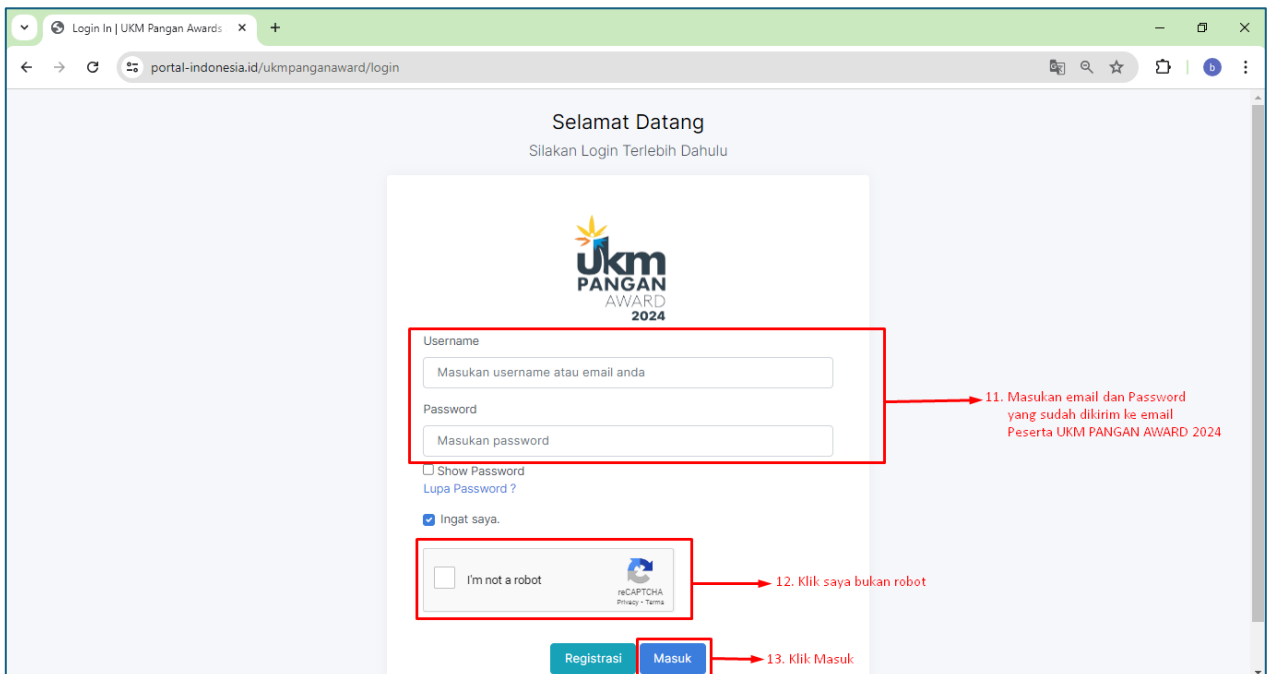 Login In | UKM Pangan Awards
portal-indonesia.id/ukmpanganaward/login
b
Selamat Datang
Silakan Login Terlebih Dahulu
ukm
PANGAN
AWARD
2024
Username
Masukan username atau email anda
Password
Masukan password
11. Masukan email dan Password
yang sudah dikirim ke email
Peserta UKM PANGAN AWARD 2024
Show Password
Lupa Password ?
Ingat saya.
I'm not a robot
reCAPTCHA
Privacy - Terms
12. Klik saya bukan robot
Registrasi
Masuk
13. Klik Masuk